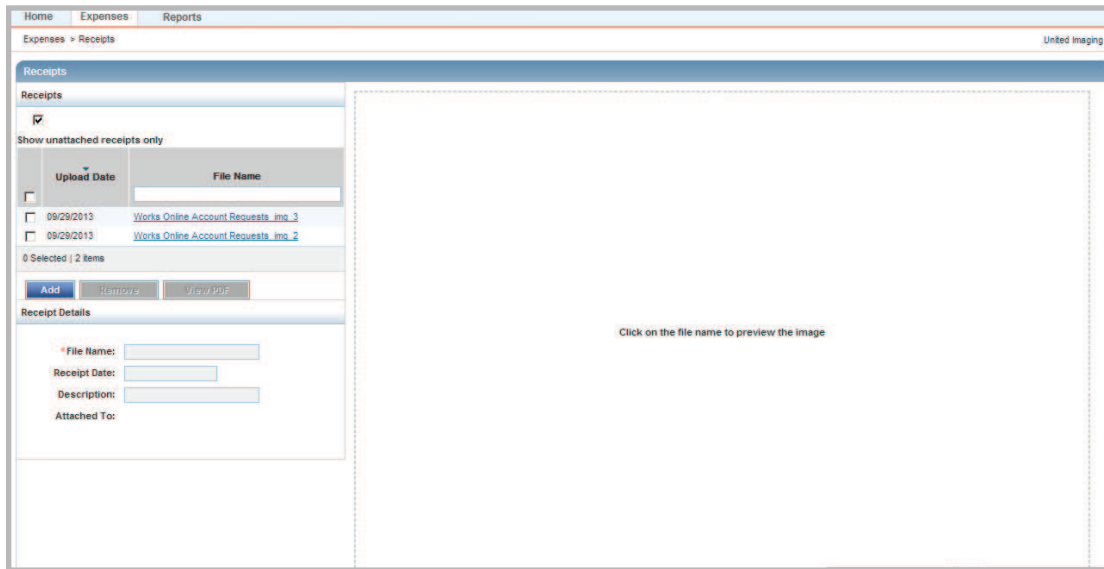 Home Expenses Reports
Expenses > Receipts
United Imaging
Receipts
Receipts
Show unattached receipts only
Upload Date File Name
09/29/2013 Works Online Account Requests_img_3
09/29/2013 Works Online Account Requests_img_2
0 Selected | 2 items
Add Remove View PDF
Receipt Details
*File Name:
Receipt Date:
Description:
Attached To:
Click on the file name to preview the image